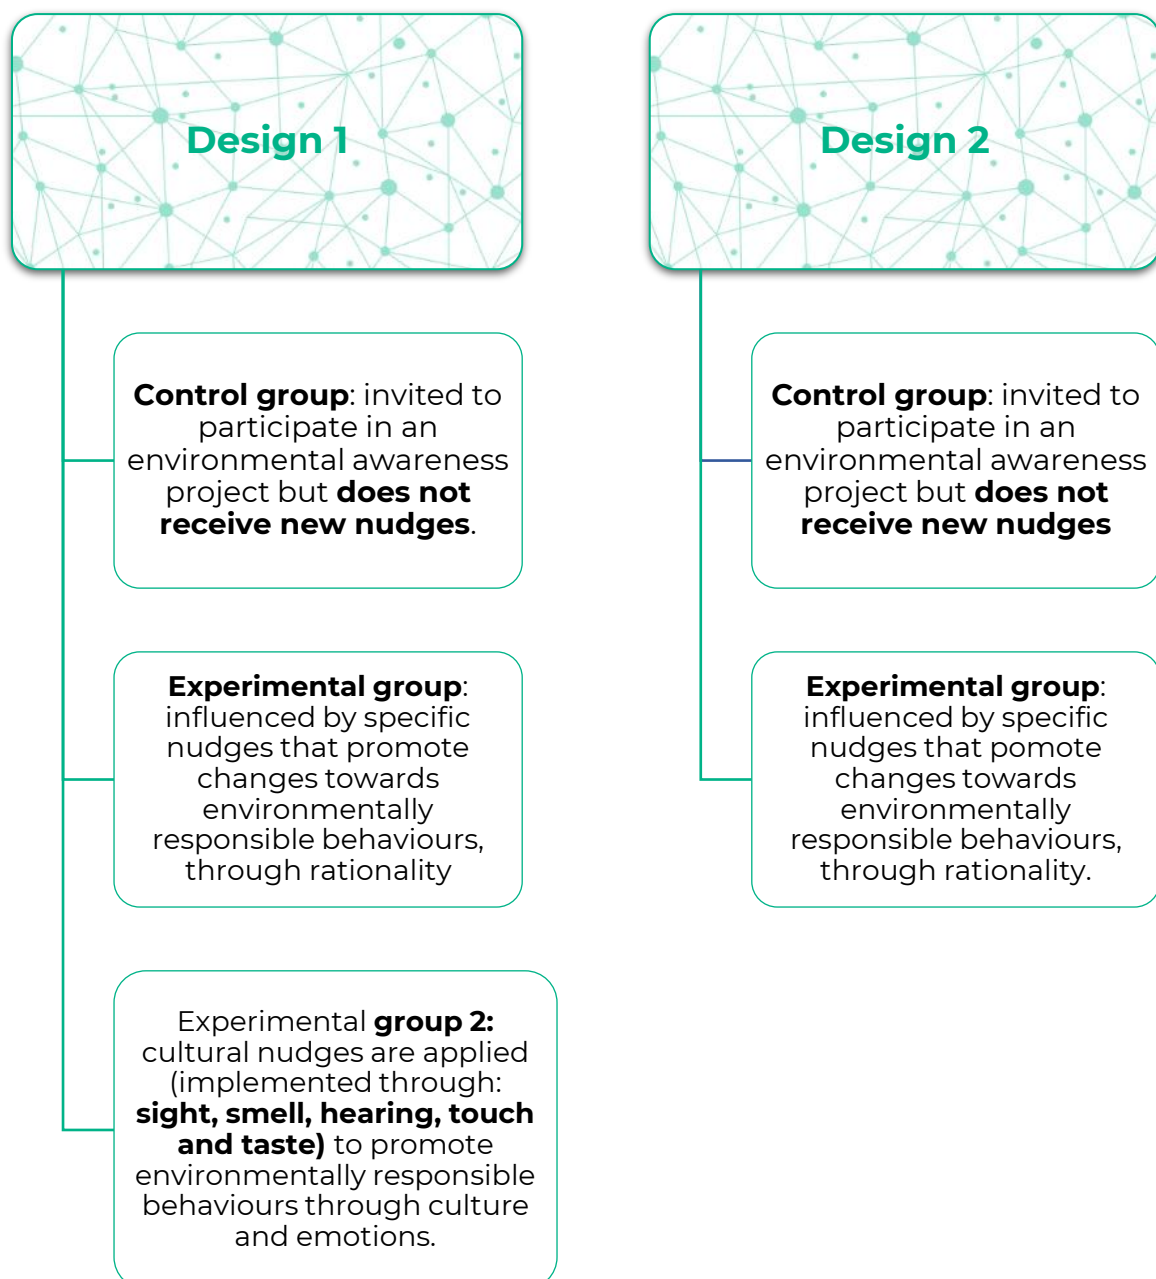 Design 1
Control group: invited to
participate in an
environmental awareness
project but does not
receive new nudges.
Experimental group:
influenced by specific
nudges that promote
changes towards
environmentally
responsible behaviours,
through rationality
Experimental group 2:
cultural nudges are applied
(implemented through:
sight, smell, hearing, touch
and taste) to promote
environmentally responsible
behaviours through culture
and emotions.
Design 2
Control group: invited to
participate in an
environmental awareness
project but does not
receive new nudges
Experimental group:
influenced by specific
nudges that pomote
changes towards
environmentally
responsible behaviours,
through rationality.